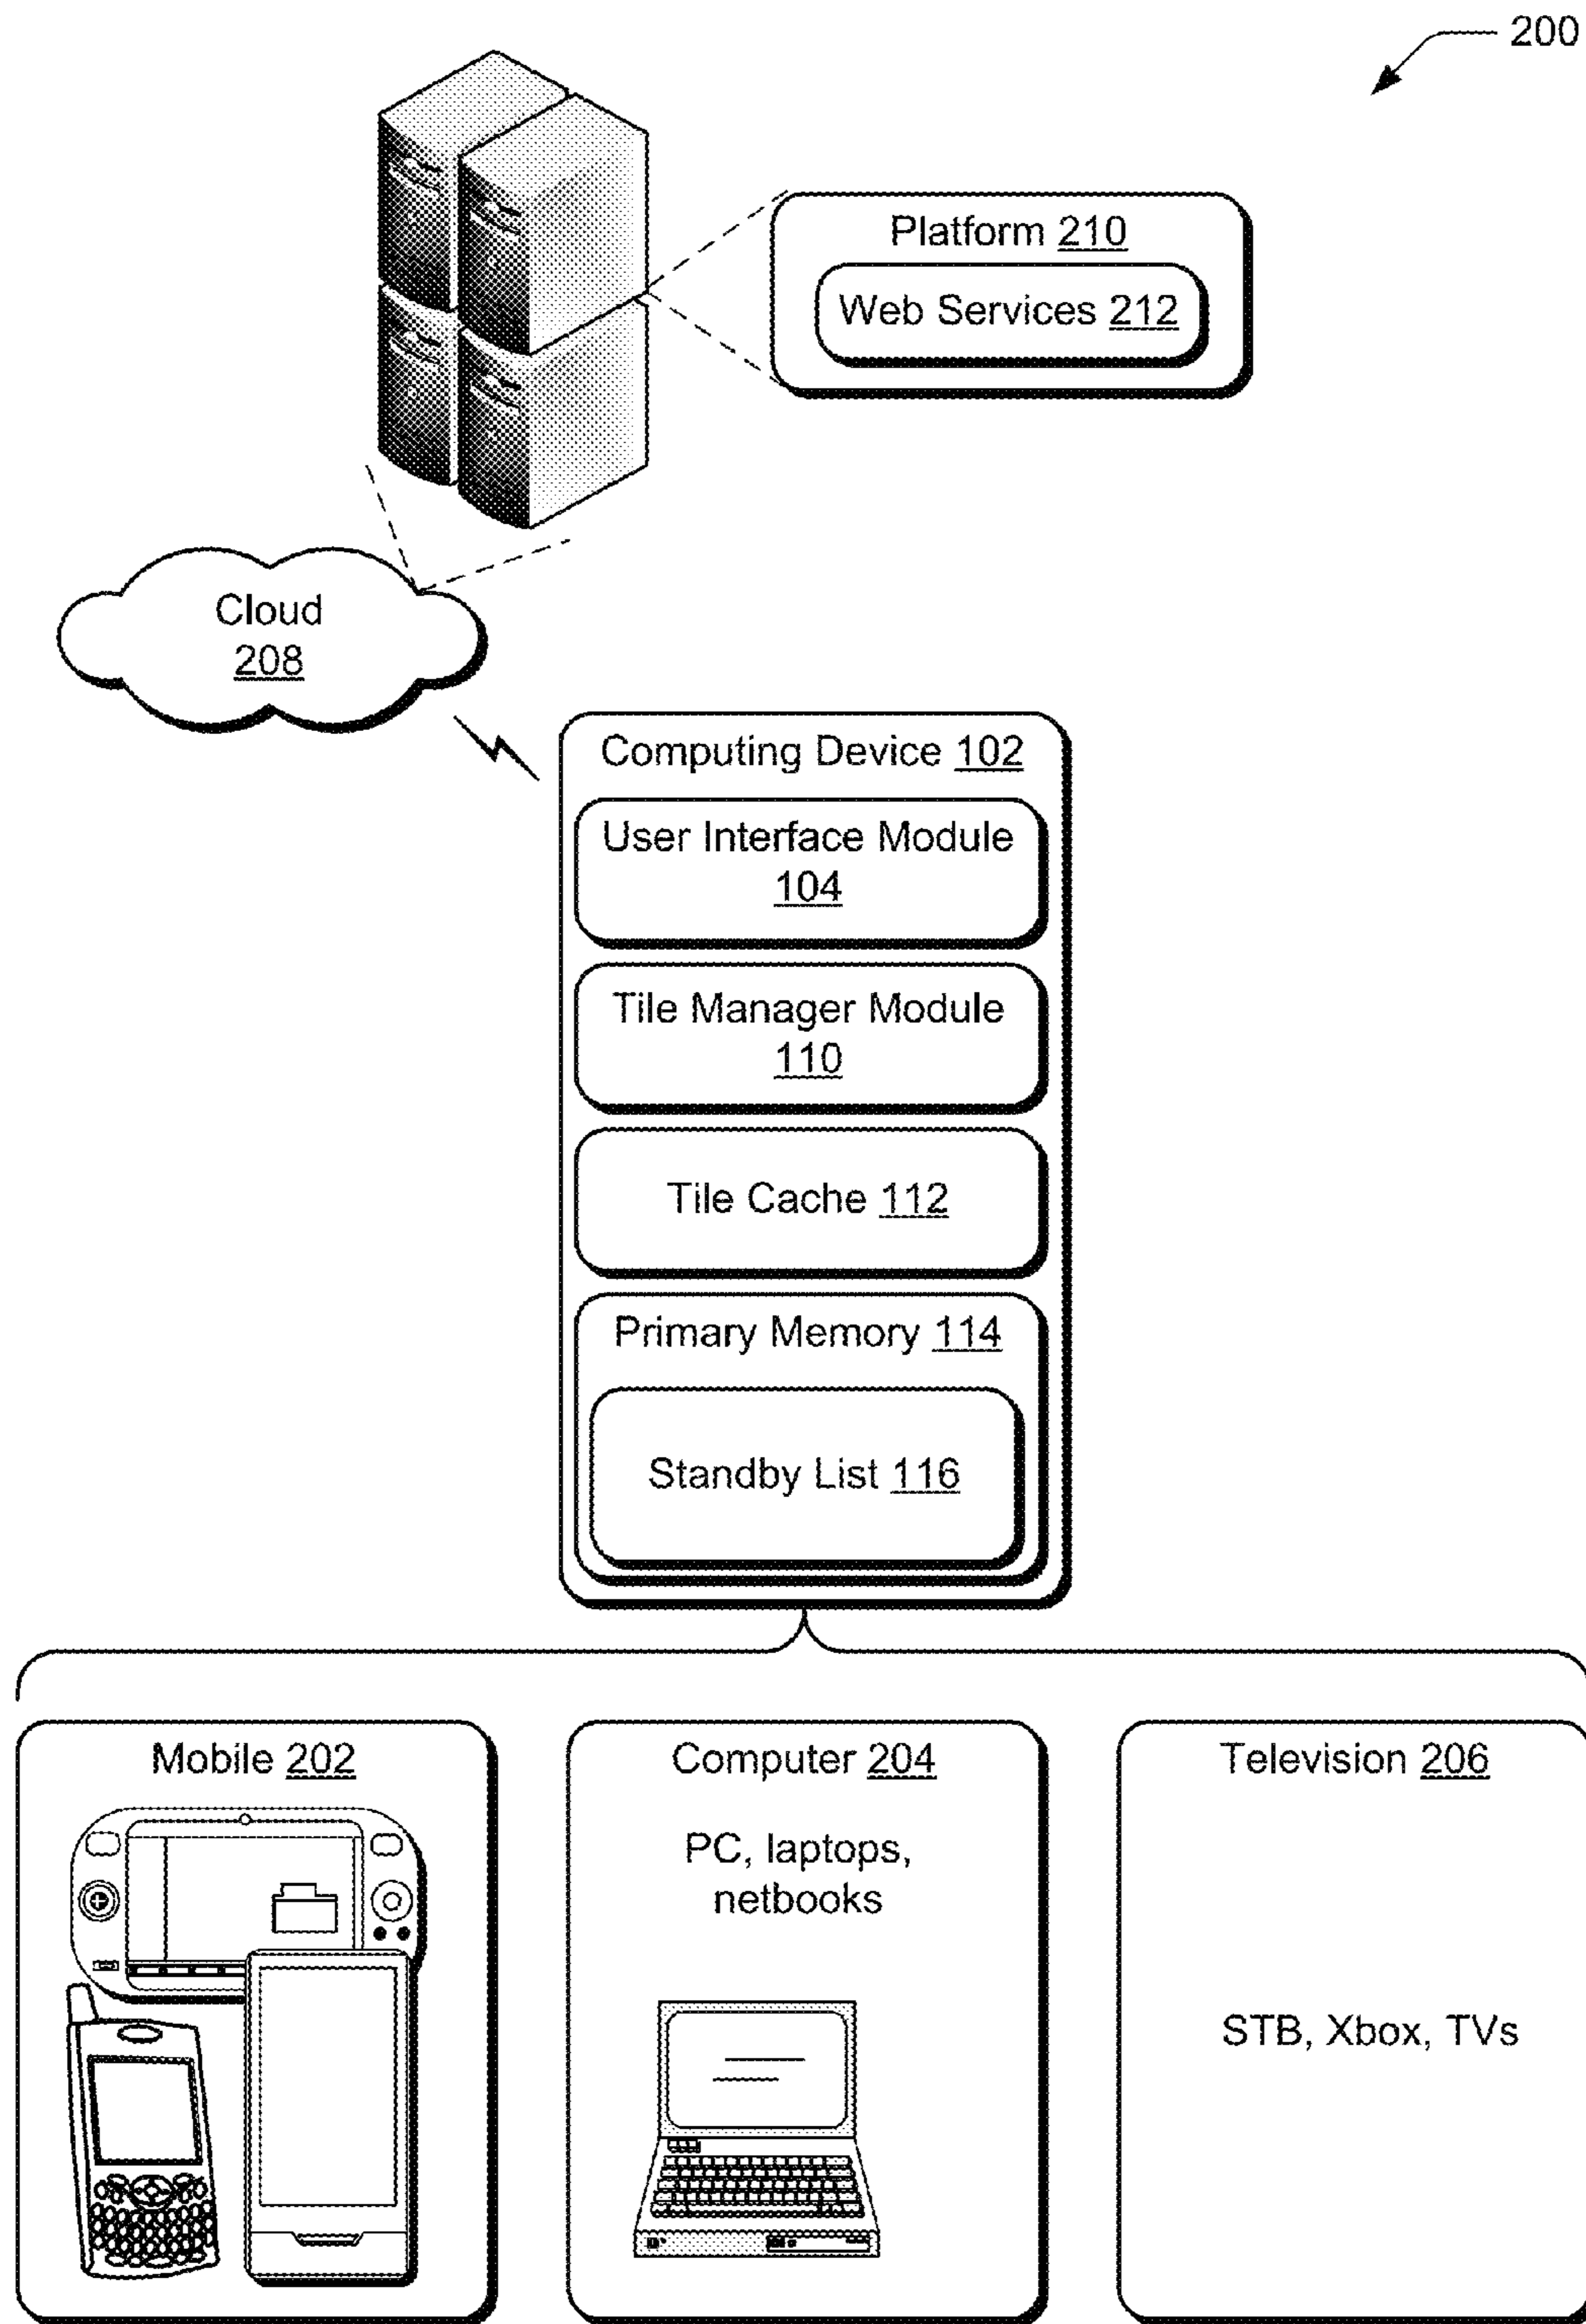 200
Platform 210
Web Services 212
Cloud
208
Computing Device 102
User Interface Module
104
Tile Manager Module
110
Tile Cache 112
Primary Memory 114
Standby List 116
Mobile 202
Computer 204
PC, laptops,
netbooks
Television 206
STB, Xbox, TVs